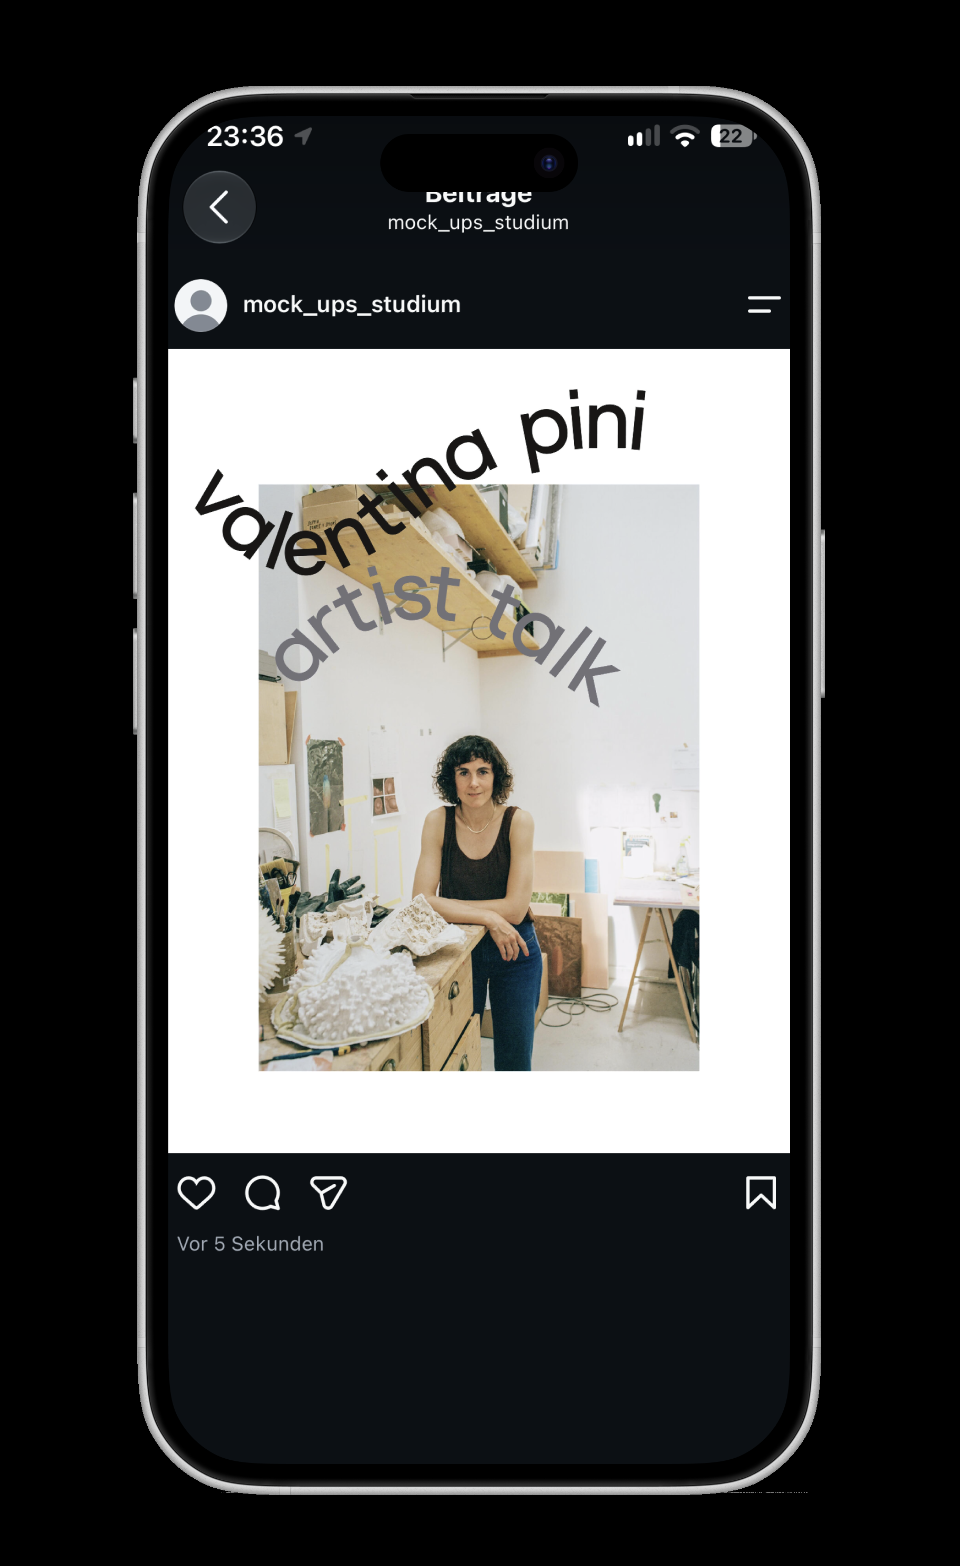 23:36
22
Beiträge
mock_ups_studium
mock_ups_studium
valentina pini
artist talk
Vor 5 Sekunden